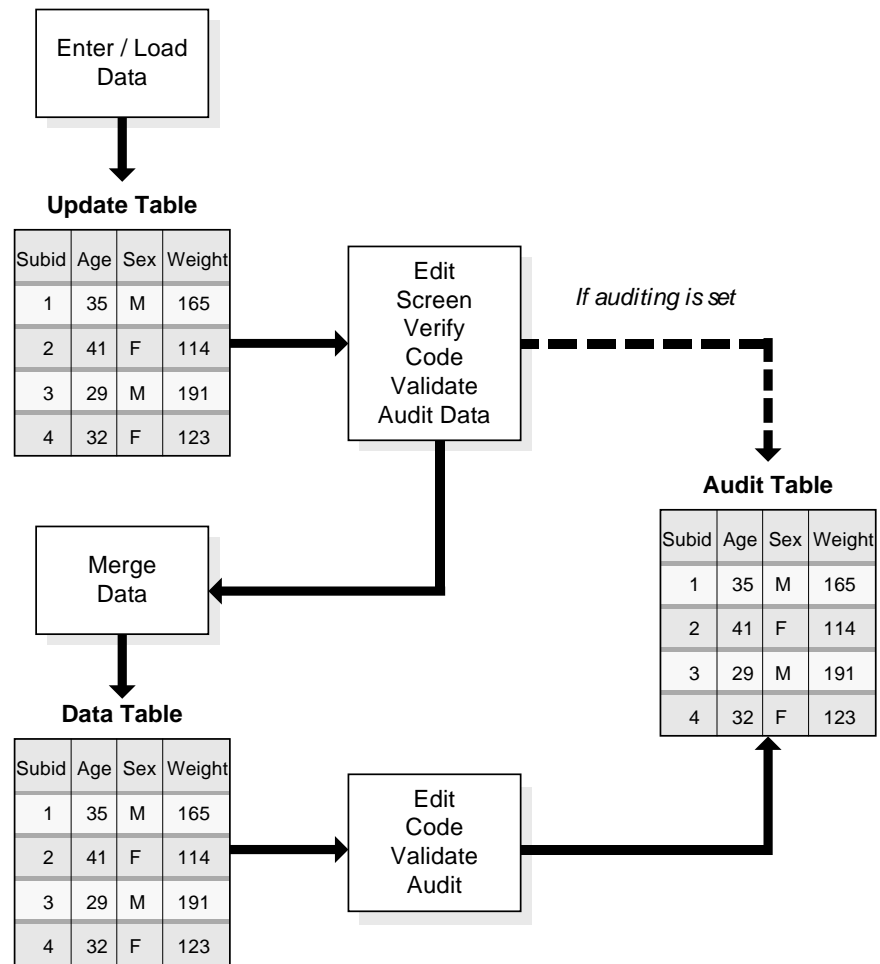 Enter / Load
Data
Update Table
Subid Age Sex Weight
1 35 M 165
2 41 F 114
3 29 M 191
4 32 F 123
Edit
Screen
Verify
Code
Validate
Audit Data
If auditing is set
Audit Table
Subid Age Sex Weight
1 35 M 165
2 41 F 114
3 29 M 191
4 32 F 123
Merge
Data
Data Table
Subid Age Sex Weight
1 35 M 165
2 41 F 114
3 29 M 191
4 32 F 123
Edit
Code
Validate
Audit